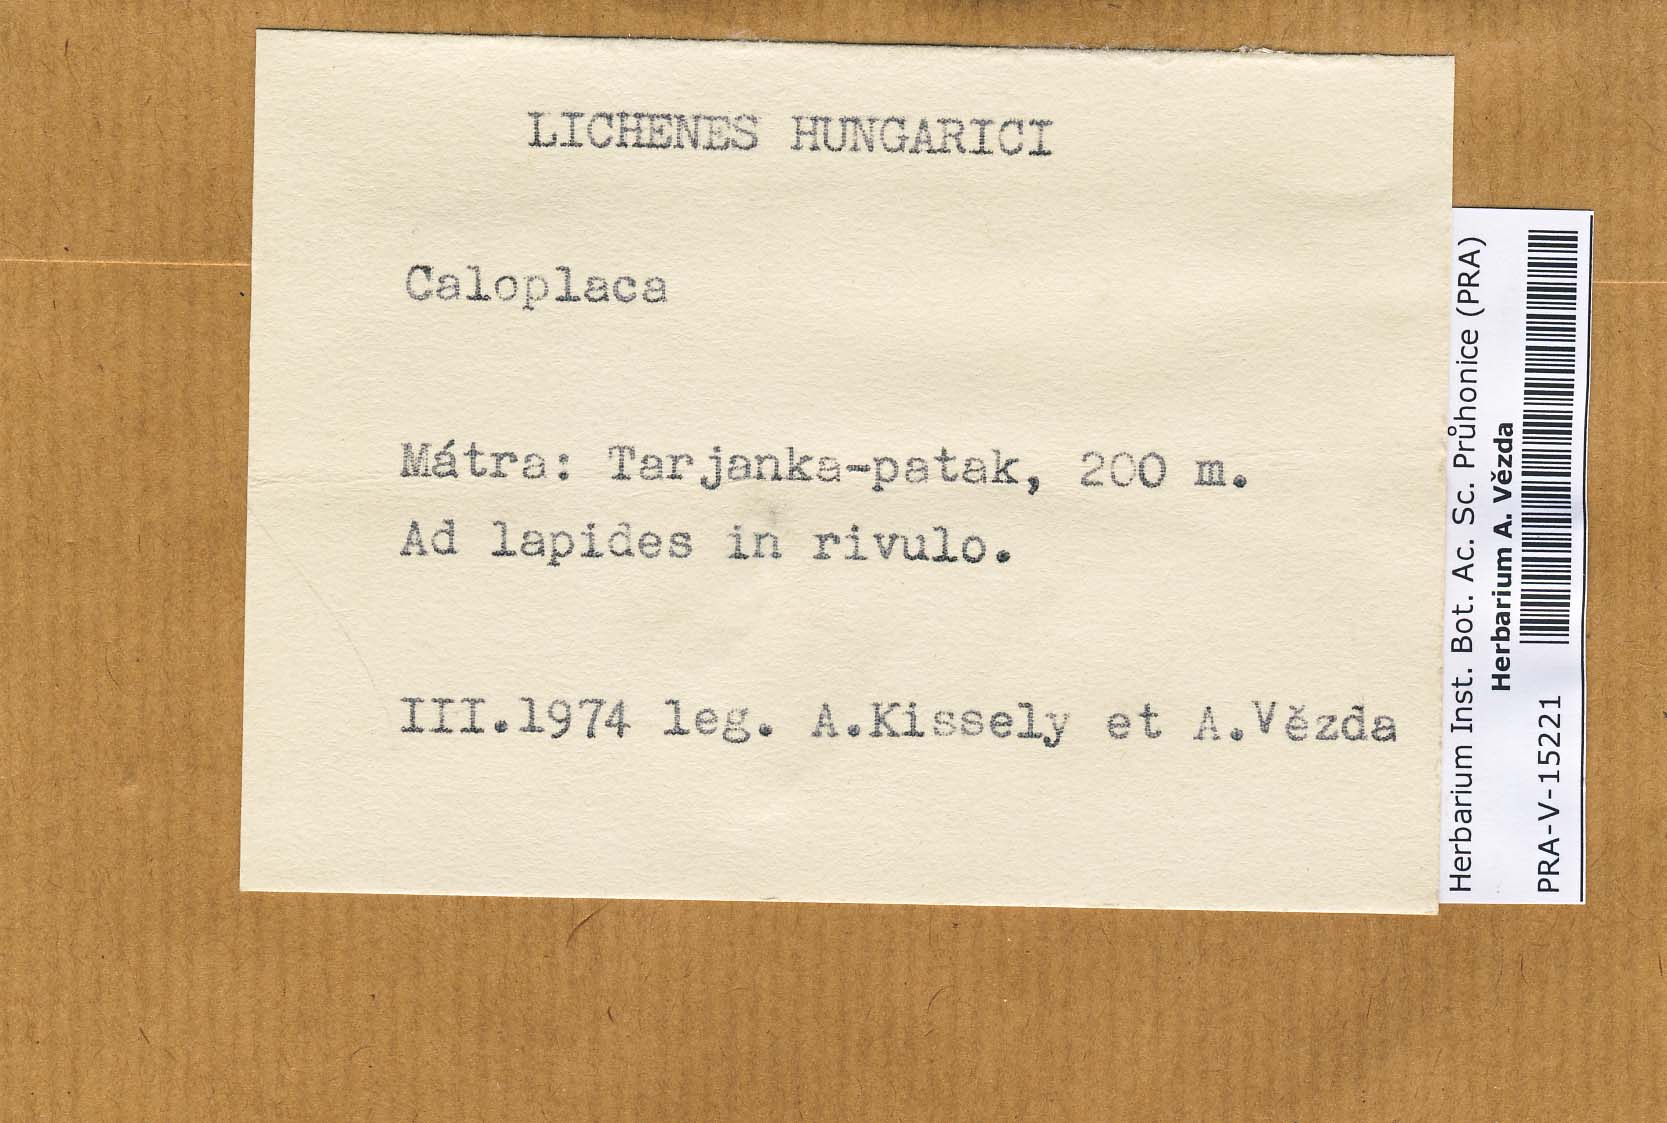 LICHENES HUNGARICI
Caloplaca
Mátra: Tarjanka-patak, 200 m.
Ad lapides in rivulo.
III.1974 leg. A.Kissely et A.Vězda
Herbarium Inst. Bot. Ac. Sc. Průhonice (PRA)
Herbarium A. Vězda
PRA-V-15221